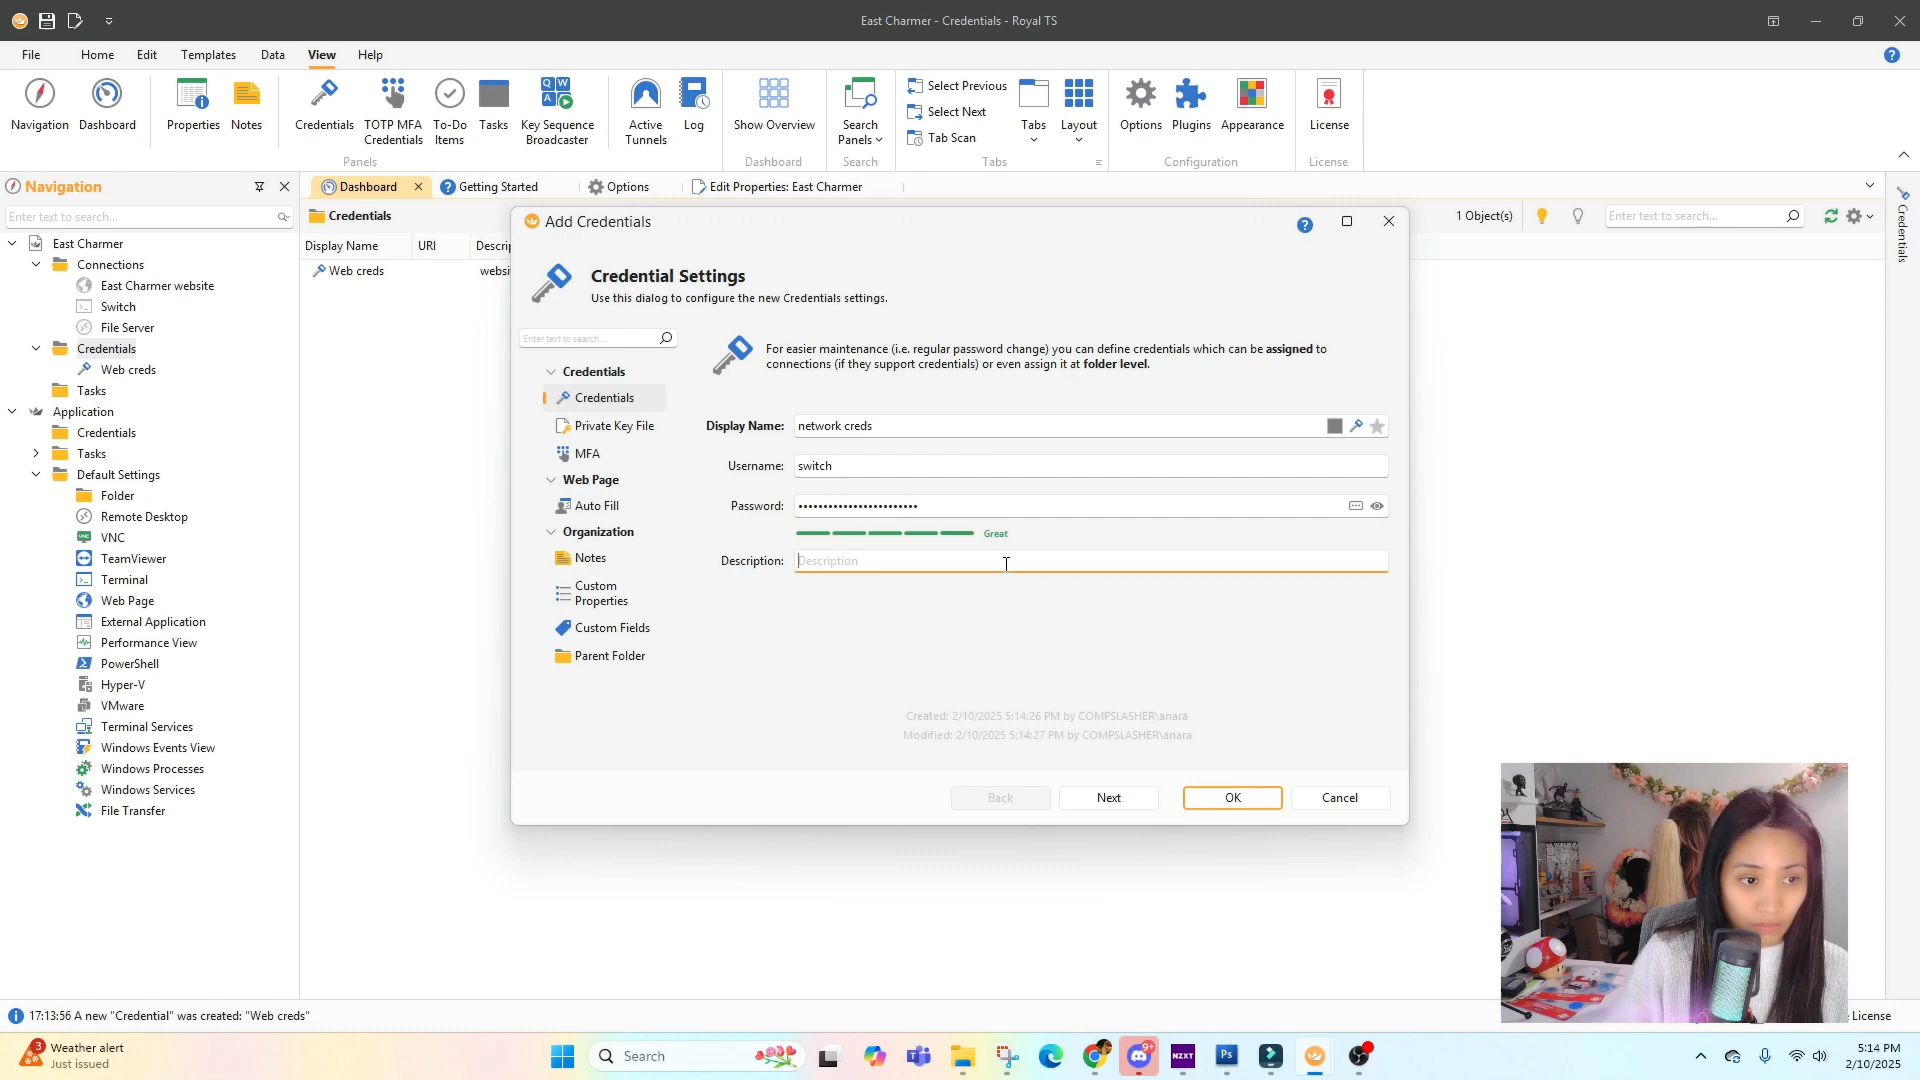 East Charmer - Credentials - Royal TS
File
Home
Edit
Templates
Data
View
Help
Navigation
Dashboard
Properties
Notes
Credentials
TOTP MFA
Credentials
To-Do
Items
Tasks
Key Sequence
Broadcaster
Active
Tunnels
Log
Show Overview
Search
Panels
Select Previous
Select Next
Tab Scan
Tabs
Layout
Options
Plugins
Appearance
License
Panels
Dashboard
Search
Tabs
Configuration
License
Navigation
Enter text to search...
East Charmer
Connections
East Charmer website
Switch
File Server
Credentials
Web creds
Tasks
Application
Credentials
Tasks
Default Settings
Folder
Remote Desktop
VNC
TeamViewer
Terminal
Web Page
External Application
Performance View
PowerShell
Hyper-V
VMware
Terminal Services
Windows Events View
Windows Processes
Windows Services
File Transfer
Dashboard
Getting Started
Options
Edit Properties: East Charmer
Credentials
1 Object(s)
Enter text to search...
Credentials
Display Name
URI
Descrip
Web creds
websi
Add Credentials
Credential Settings
Use this dialog to configure the new Credentials settings.
Enter text to search...
Credentials
Credentials
Private Key File
MFA
Web Page
Auto Fill
Organization
Notes
Custom
Properties
Custom Fields
Parent Folder
For easier maintenance (i.e. regular password change) you can define credentials which can be assigned to
connections (if they support credentials) or even assign it at folder level.
Display Name: network creds
Username: switch
Password:
Great
Description: Description
Created: 2/10/2025 5:14:26 PM by COMPSLASHER\anara
Modified: 2/10/2025 5:14:27 PM by COMPSLASHER\anara
Back
Next
OK
Cancel
17:13:56 A new "Credential" was created: "Web creds"
License
3
Weather alert
Just issued
Search
9+
NZXT
Ps
5:14 PM
2/10/2025